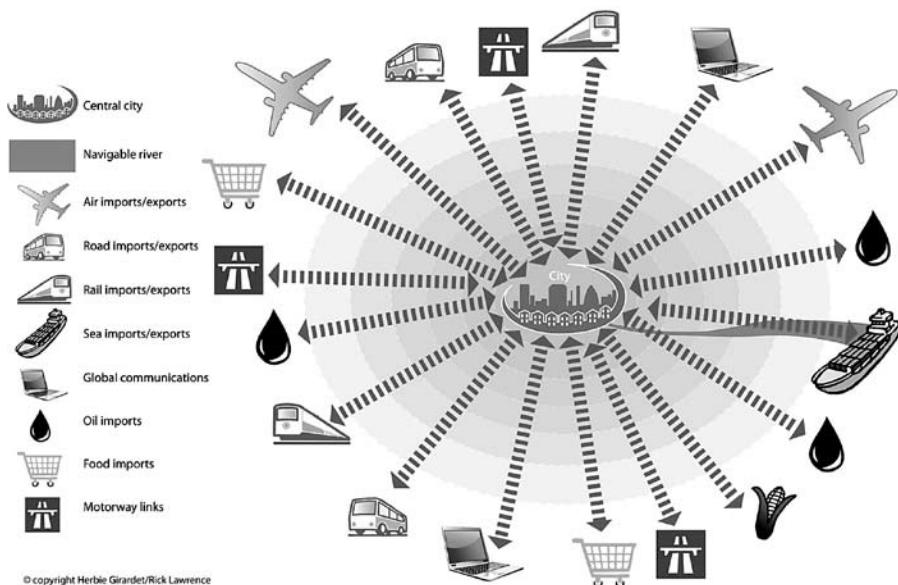 Central city
Navigable river
Air imports/exports
Road imports/exports
Rail imports/exports
Sea imports/exports
Global communications
Oil imports
Food imports
Motorway links
City
© copyright Herbie Girardet/Rick Lawrence